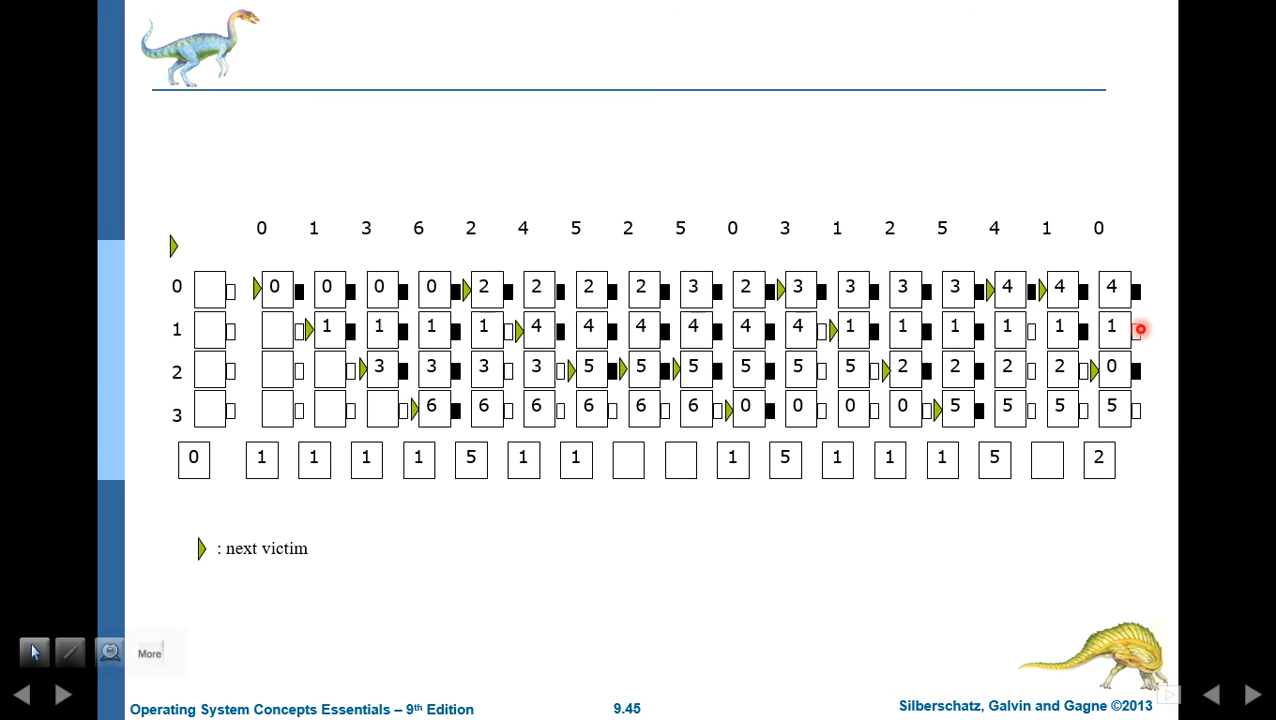 0 1 3 6 2 4 5 2 5 0 3 1 2 5 4 1 0
0 0 0 0 0 2 2 2 2 3 2 3 3 3 3 4 4 4
1 1 1 1 1 4 4 4 4 4 4 1 1 1 1 1 1
2 3 3 3 3 5 5 5 5 5 5 2 2 2 2 0
3 6 6 6 6 6 6 0 0 0 0 5 5 5 5
0 1 1 1 1 5 1 1 1 5 1 1 1 5 2
: next victim
More
Operating System Concepts Essentials – 9th Edition 9.45 Silberschatz, Galvin and Gagne ©2013